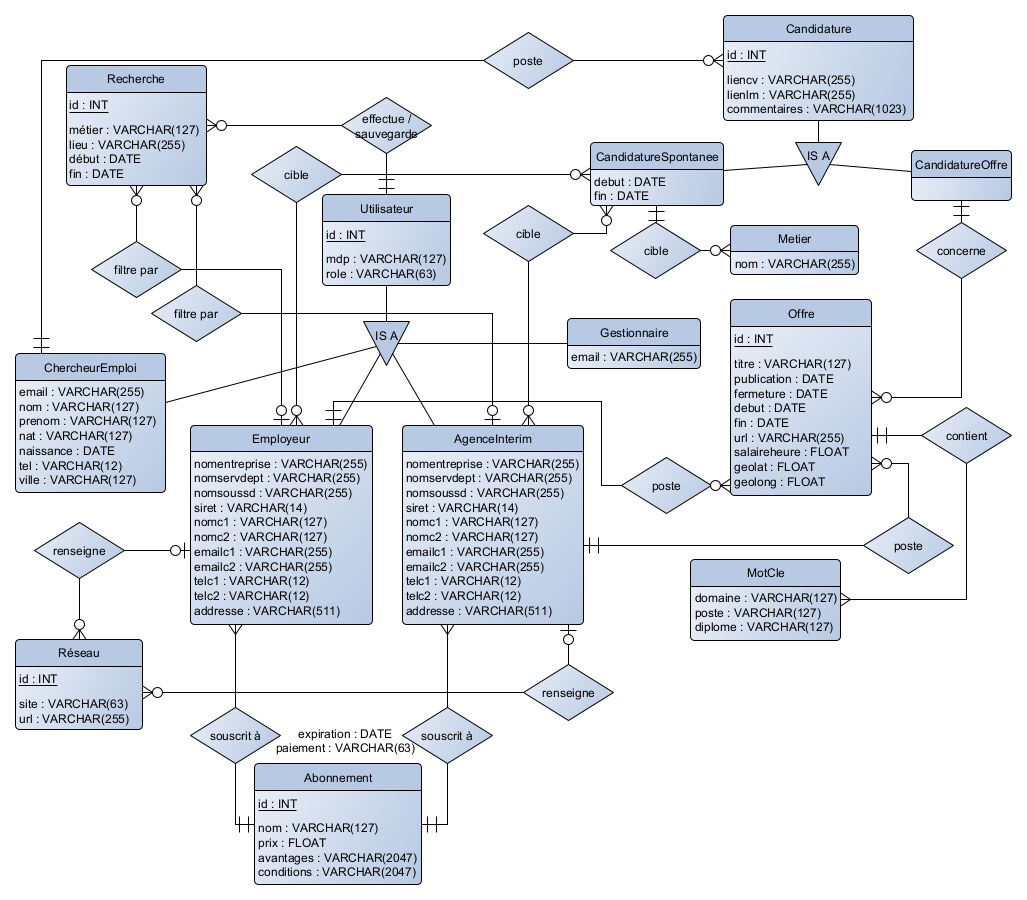 Candidature
id : INT
liencv : VARCHAR(255)
lienlm : VARCHAR(255)
commentaires : VARCHAR(1023)
poste
Recherche
id : INT
métier : VARCHAR(127)
lieu : VARCHAR(255)
début : DATE
fin : DATE
effectue /
sauvegarde
cible
CandidatureSpontanee
debut : DATE
fin : DATE
IS A
CandidatureOffre
Utilisateur
id : INT
mdp : VARCHAR(127)
role : VARCHAR(63)
cible
cible
Metier
nom : VARCHAR(255)
concerne
filtre par
filtre par
IS A
Gestionnaire
email : VARCHAR(255)
Offre
id : INT
titre : VARCHAR(127)
publication : DATE
fermeture : DATE
debut : DATE
fin : DATE
url : VARCHAR(255)
salaireheure : FLOAT
geolat : FLOAT
geolong : FLOAT
ChercheurEmploi
email : VARCHAR(255)
nom : VARCHAR(127)
prenom : VARCHAR(127)
nat : VARCHAR(127)
naissance : DATE
tel : VARCHAR(12)
ville : VARCHAR(127)
Employeur
nomentreprise : VARCHAR(255)
nomservdept : VARCHAR(255)
nomsoussd : VARCHAR(255)
siret : VARCHAR(14)
nomc1 : VARCHAR(127)
nomc2 : VARCHAR(127)
emailc1 : VARCHAR(255)
emailc2 : VARCHAR(255)
telc1 : VARCHAR(12)
telc2 : VARCHAR(12)
addresse : VARCHAR(511)
AgenceInterim
nomentreprise : VARCHAR(255)
nomservdept : VARCHAR(255)
nomsoussd : VARCHAR(255)
siret : VARCHAR(14)
nomc1 : VARCHAR(127)
nomc2 : VARCHAR(127)
emailc1 : VARCHAR(255)
emailc2 : VARCHAR(255)
telc1 : VARCHAR(12)
telc2 : VARCHAR(12)
addresse : VARCHAR(511)
contient
poste
poste
renseigne
MotCle
domaine : VARCHAR(127)
poste : VARCHAR(127)
diplome : VARCHAR(127)
Réseau
id : INT
site : VARCHAR(63)
url : VARCHAR(255)
renseigne
souscrit à
expiration : DATE
paiement : VARCHAR(63)
souscrit à
Abonnement
id : INT
nom : VARCHAR(127)
prix : FLOAT
avantages : VARCHAR(2047)
conditions : VARCHAR(2047)